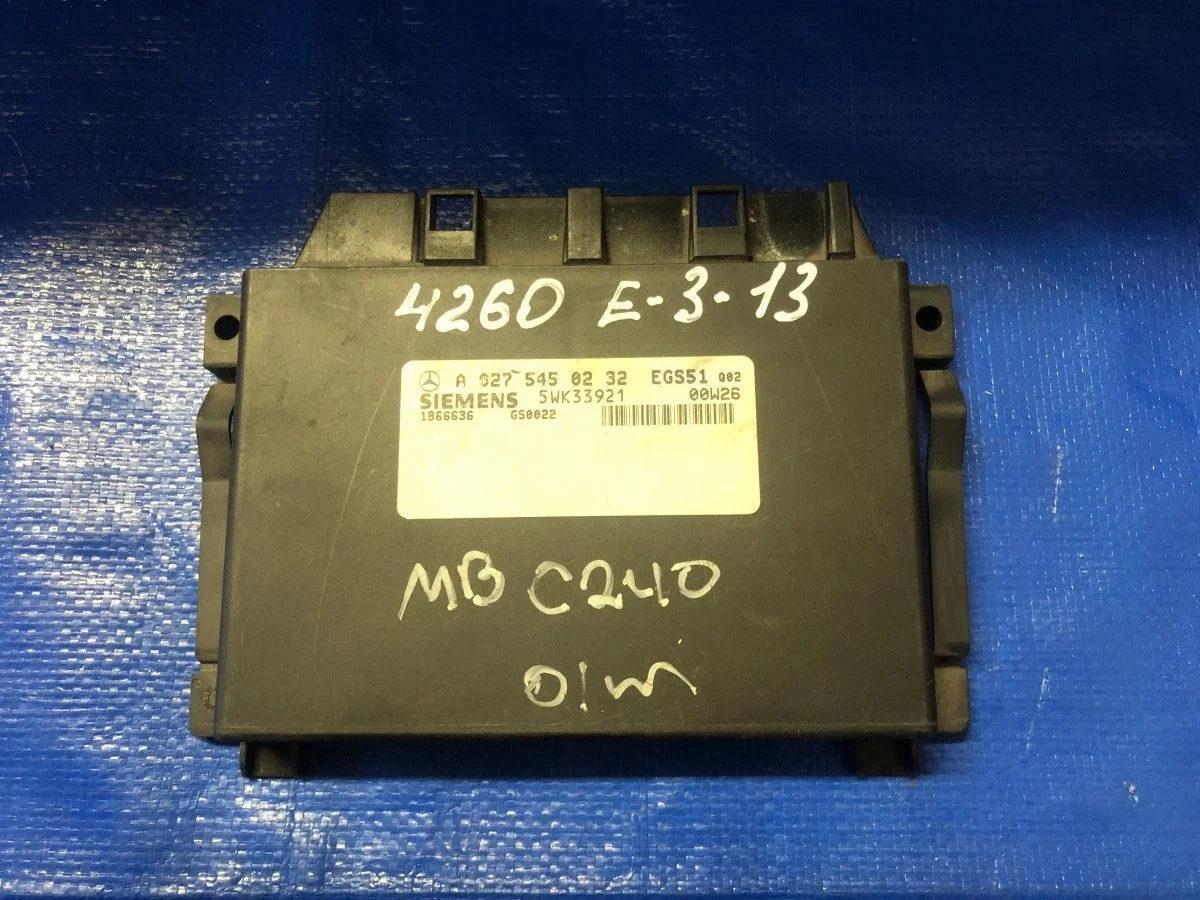 4260 E-3-13
A 027 545 02 32 EGS51 Q02
SIEMENS 5WK33921 00W26
1B66636 GS0022
MB C240